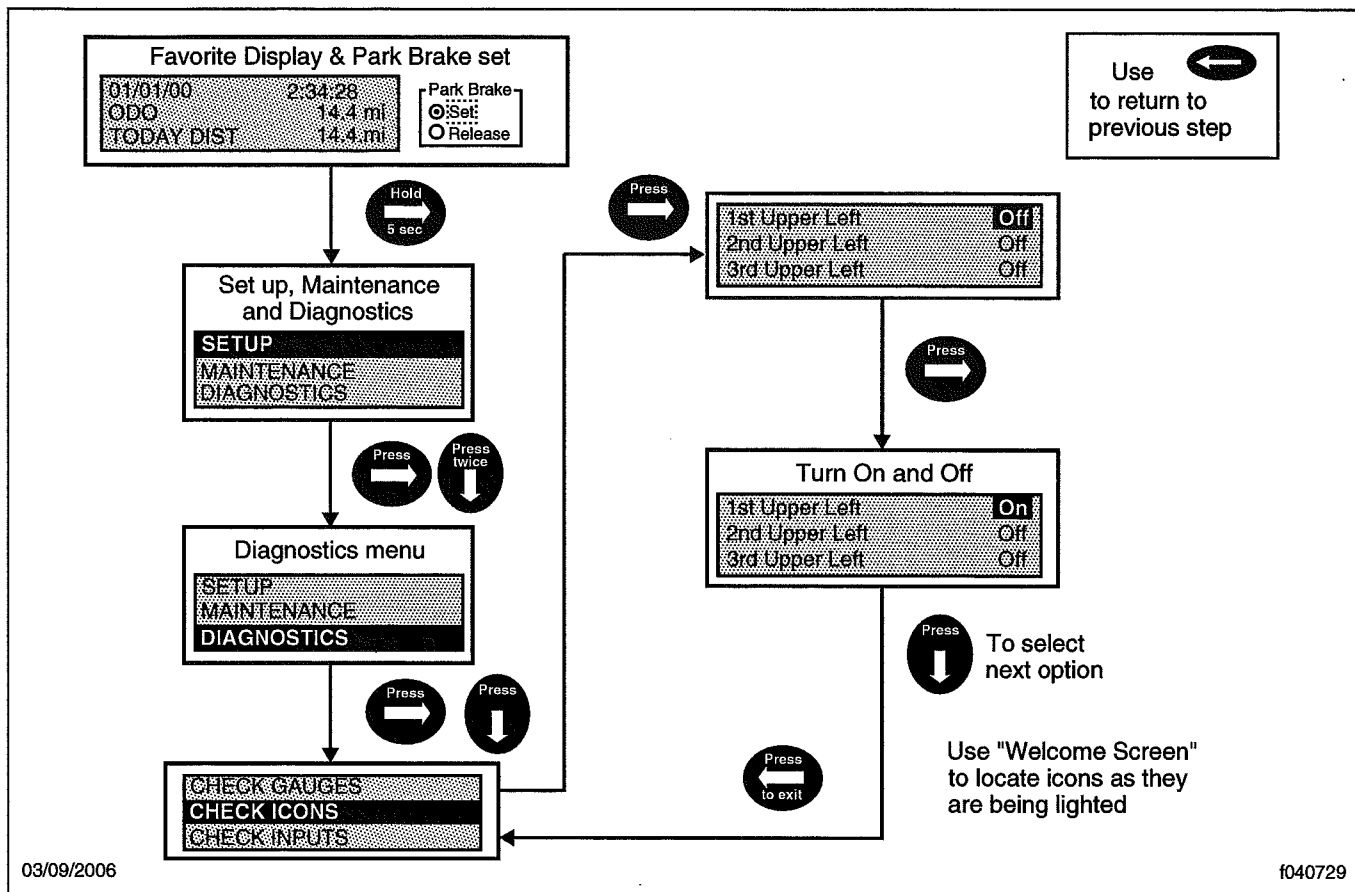 Favorite Display & Park Brake set
01/01/00 2:34:28
ODO 14.4 mi
TODAY DIST 14.4 mi
Park Brake
Set
Release
Use
to return to
previous step
Hold
5 sec
Set up, Maintenance
and Diagnostics
SETUP
MAINTENANCE
DIAGNOSTICS
Press
Press
twice
Diagnostics menu
SETUP
MAINTENANCE
DIAGNOSTICS
Press
Press
CHECK GAUGES
CHECK ICONS
CHECK INPUTS
Press
1st Upper Left Off
2nd Upper Left Off
3rd Upper Left Off
Press
Turn On and Off
1st Upper Left On
2nd Upper Left Off
3rd Upper Left Off
Press
To select
next option
Press
to exit
Use "Welcome Screen"
to locate icons as they
are being lighted
03/09/2006
f040729